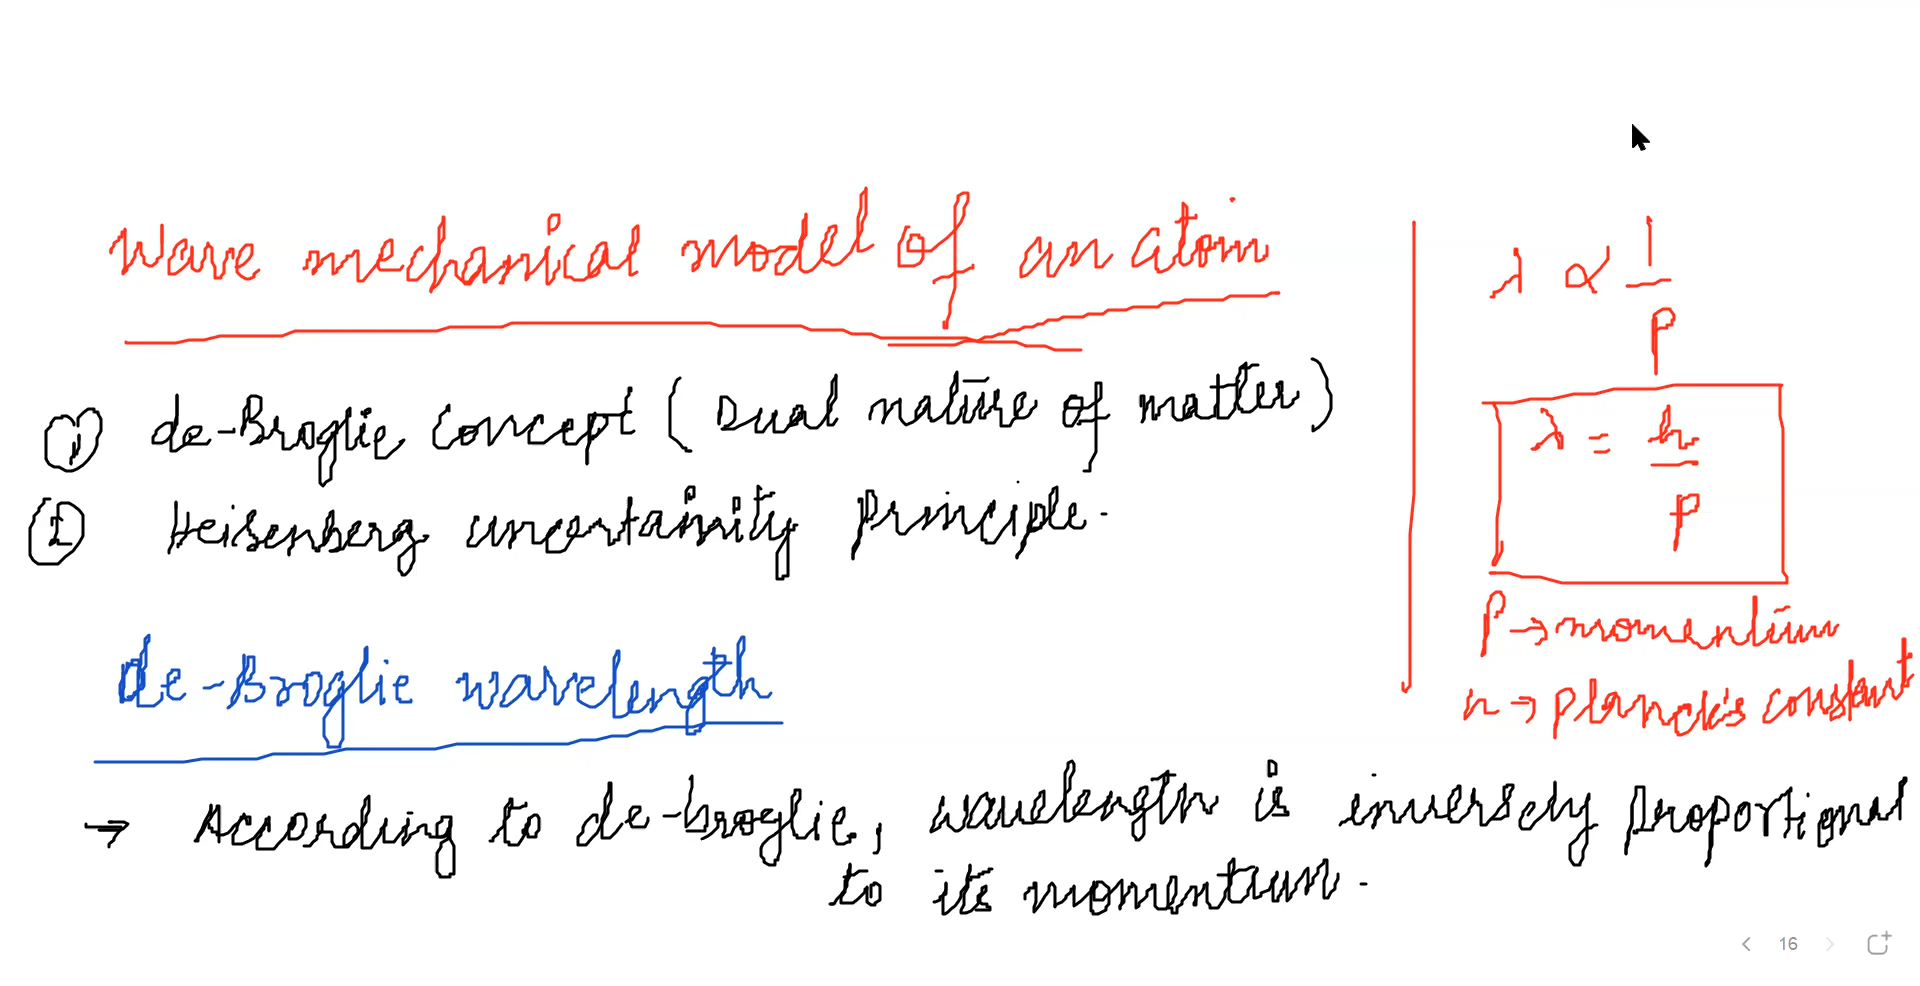 Wave mechanical model of an atom
① de-Broglie concept ( Dual nature of matter )
② Heisenberg uncertainity principle.
de-Broglie wavelength
→ According to de-broglie, wavelength is inversely proportional
to its momentum.
λ ∝ 1/p
λ = h/p
p → momentum
h → planck's constant
16